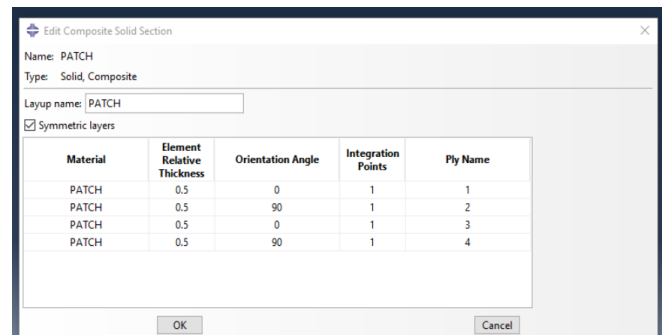 Edit Composite Solid Section
Name: PATCH
Type: Solid, Composite
Layup name: PATCH
Symmetric layers
Material Element Relative Thickness Orientation Angle Integration Points Ply Name
PATCH 0.5 0 1 1
PATCH 0.5 90 1 2
PATCH 0.5 0 1 3
PATCH 0.5 90 1 4
OK Cancel